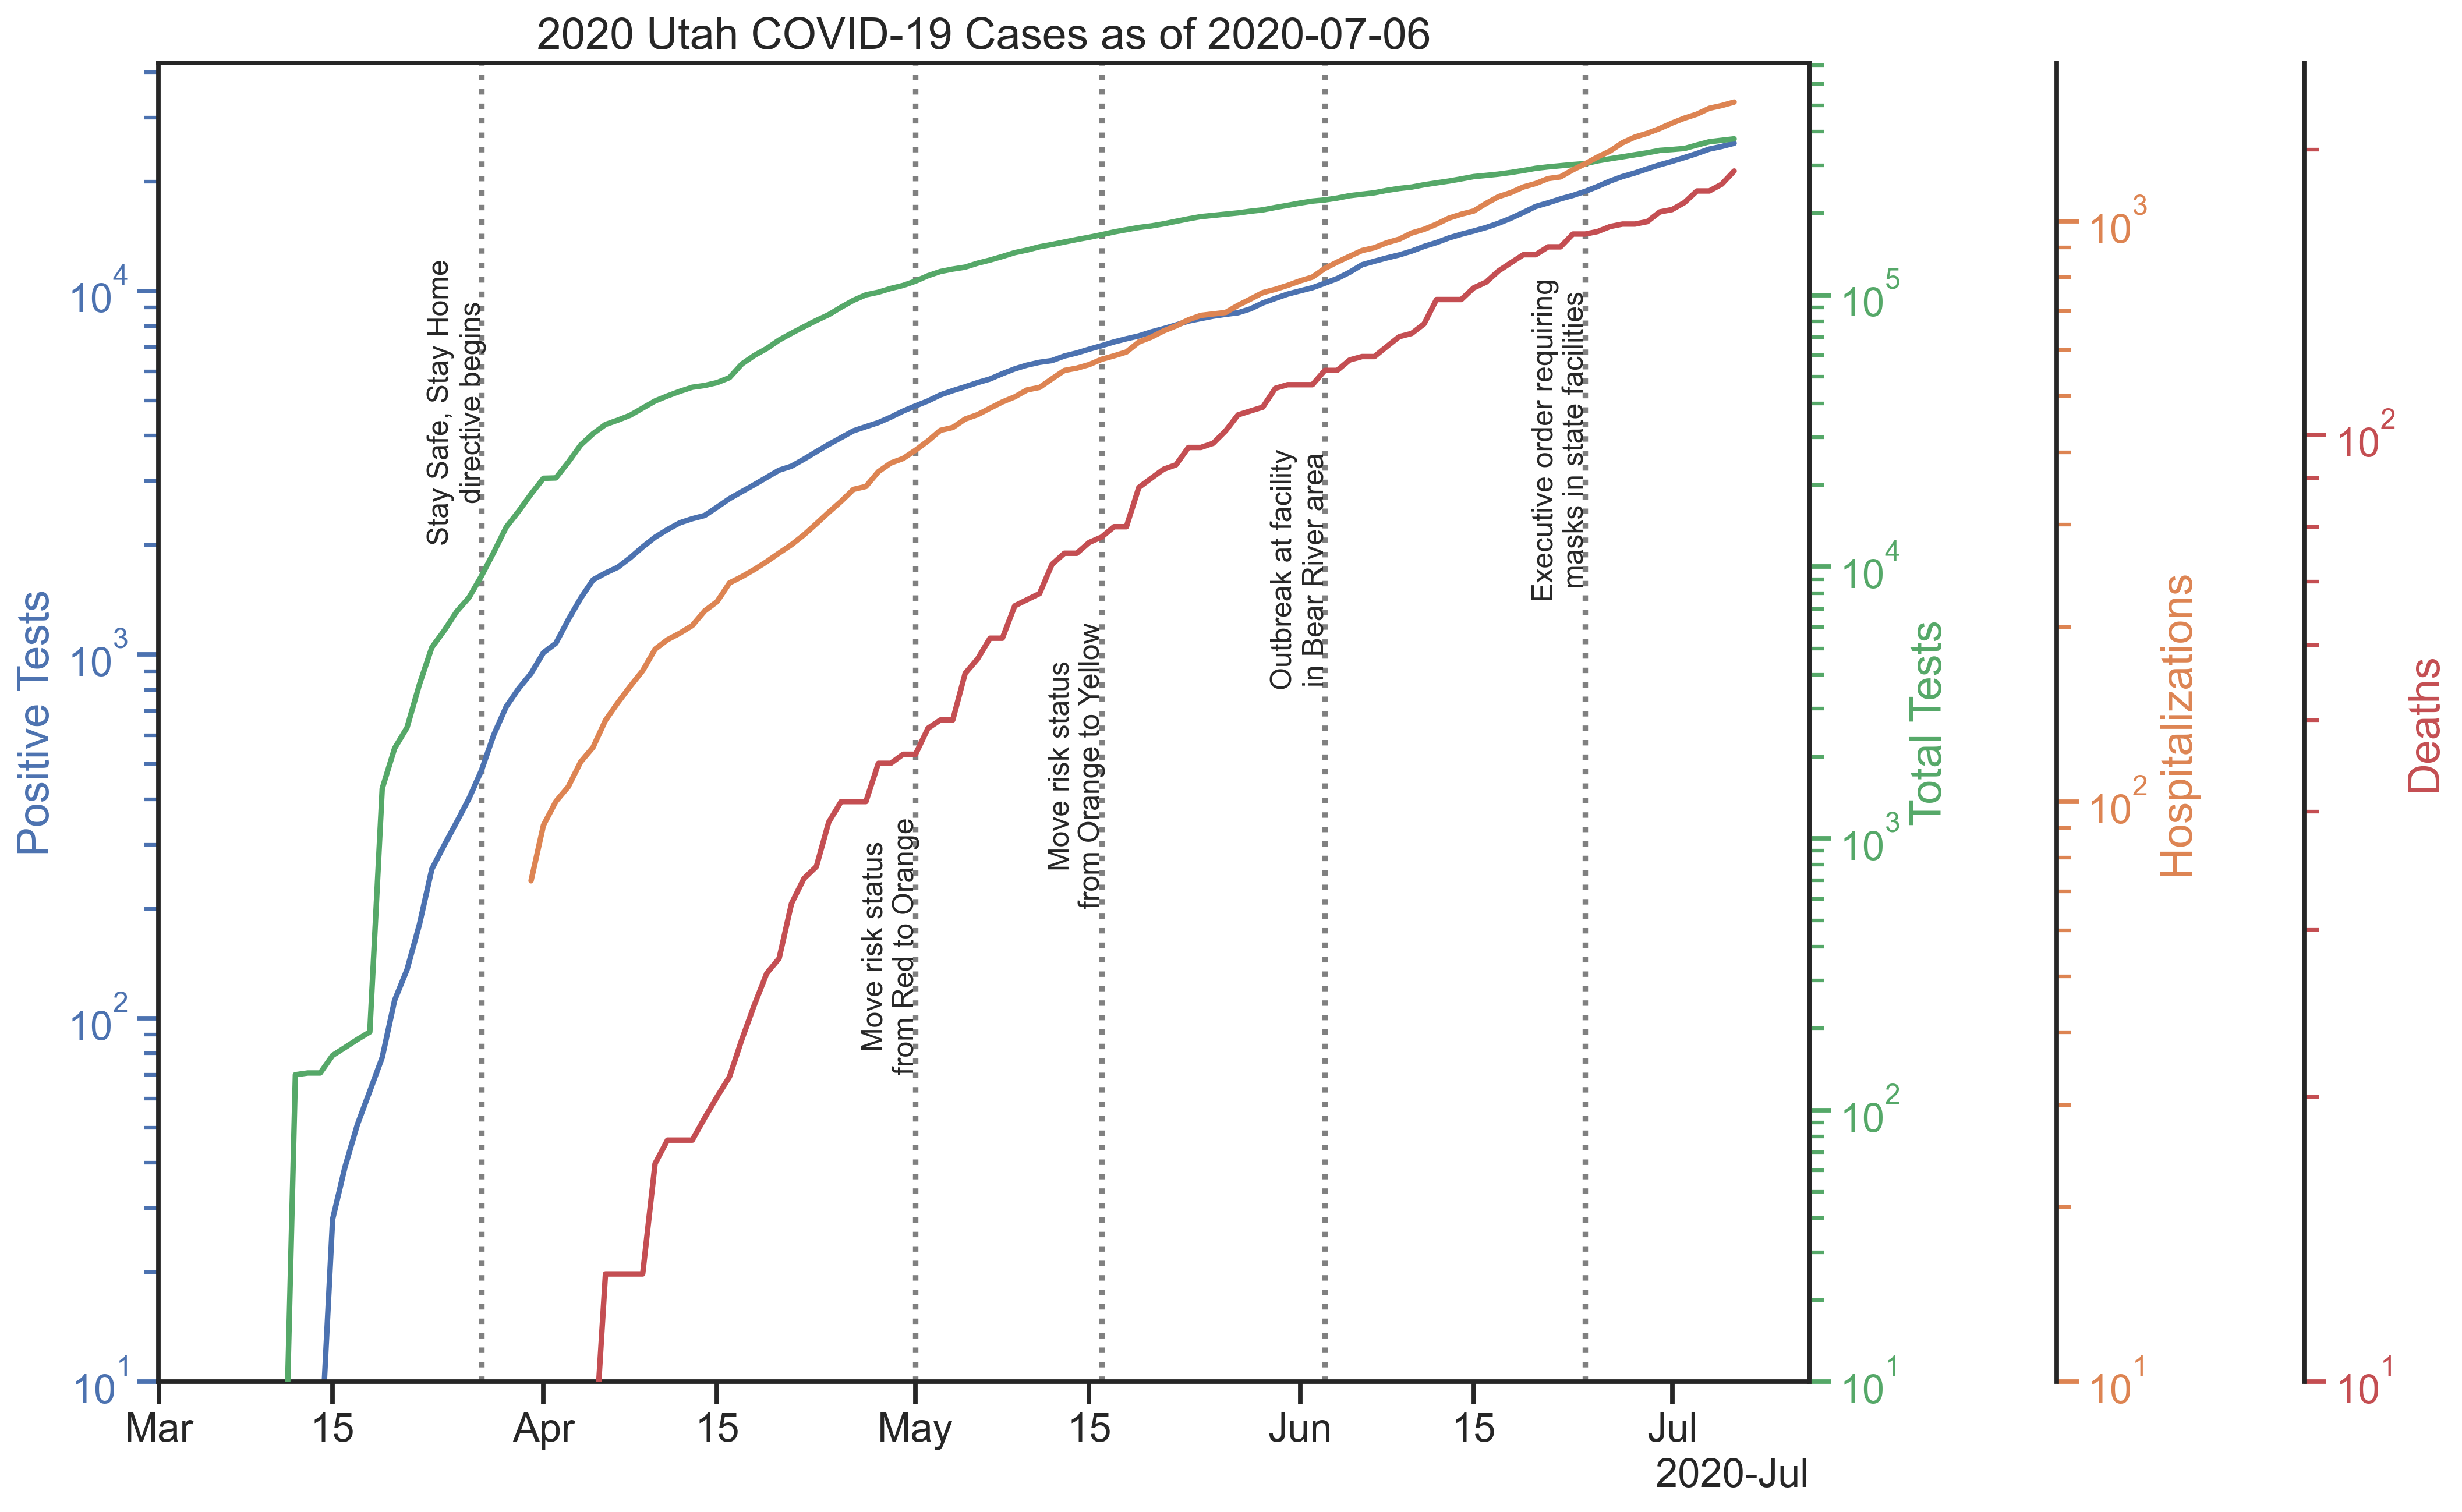 2020 Utah COVID-19 Cases as of 2020-07-06
Positive Tests
10^4
10^3
10^2
10^1
Stay Safe, Stay Home
directive begins
Move risk status
from Red to Orange
Move risk status
from Orange to Yellow
Outbreak at facility
in Bear River area
Executive order requiring
masks in state facilities
10^5
10^4
10^3
10^2
10^1
Total Tests
10^3
10^2
10^1
Hospitalizations
10^2
10^1
Deaths
Mar 15 Apr 15 May 15 Jun 15 Jul
2020-Jul